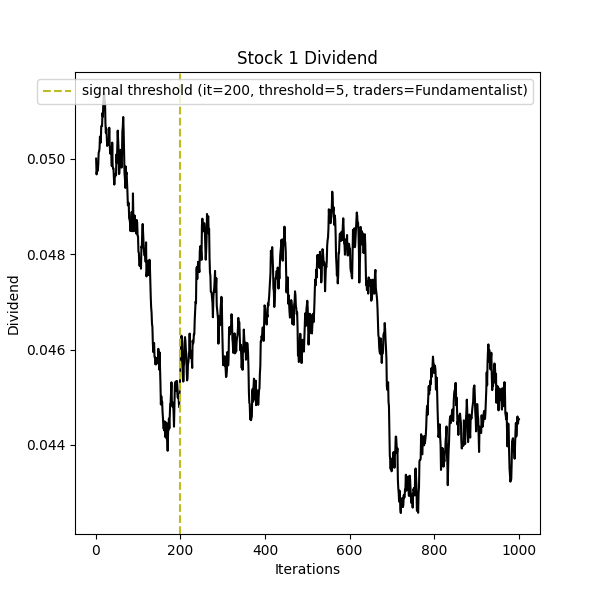 Stock 1 Dividend
signal threshold (it=200, threshold=5, traders=Fundamentalist)
0.050
0.048
0.046
0.044
Dividend
0
200
400
600
800
1000
Iterations